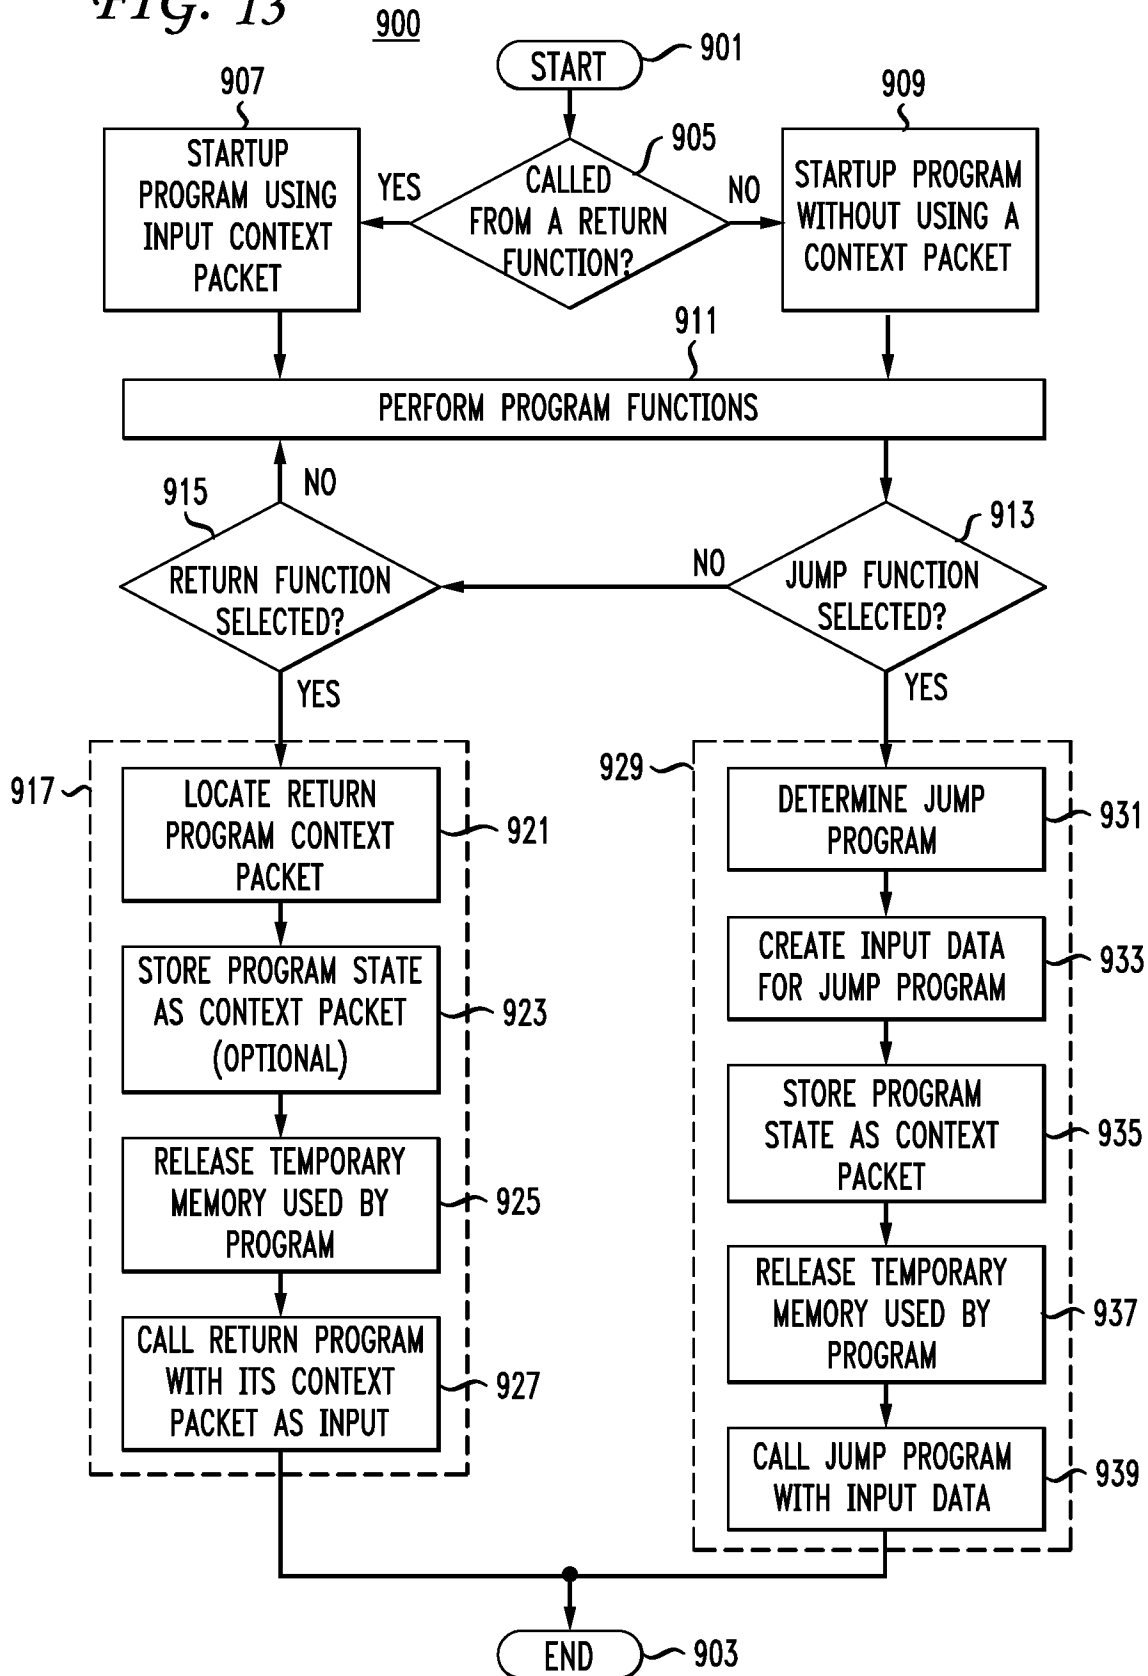 FIG. 13
900
START
901
907
909
905
STARTUP
PROGRAM USING
INPUT CONTEXT
PACKET
YES
CALLED
FROM A RETURN
FUNCTION?
NO
STARTUP PROGRAM
WITHOUT USING A
CONTEXT PACKET
911
PERFORM PROGRAM FUNCTIONS
915
NO
913
RETURN FUNCTION
SELECTED?
NO
JUMP FUNCTION
SELECTED?
YES
YES
917
LOCATE RETURN
PROGRAM CONTEXT
PACKET
921
STORE PROGRAM STATE
AS CONTEXT PACKET
(OPTIONAL)
923
RELEASE TEMPORARY
MEMORY USED BY
PROGRAM
925
CALL RETURN PROGRAM
WITH ITS CONTEXT
PACKET AS INPUT
927
929
DETERMINE JUMP
PROGRAM
931
CREATE INPUT DATA
FOR JUMP PROGRAM
933
STORE PROGRAM
STATE AS CONTEXT
PACKET
935
RELEASE TEMPORARY
MEMORY USED BY
PROGRAM
937
CALL JUMP PROGRAM
WITH INPUT DATA
939
END
903